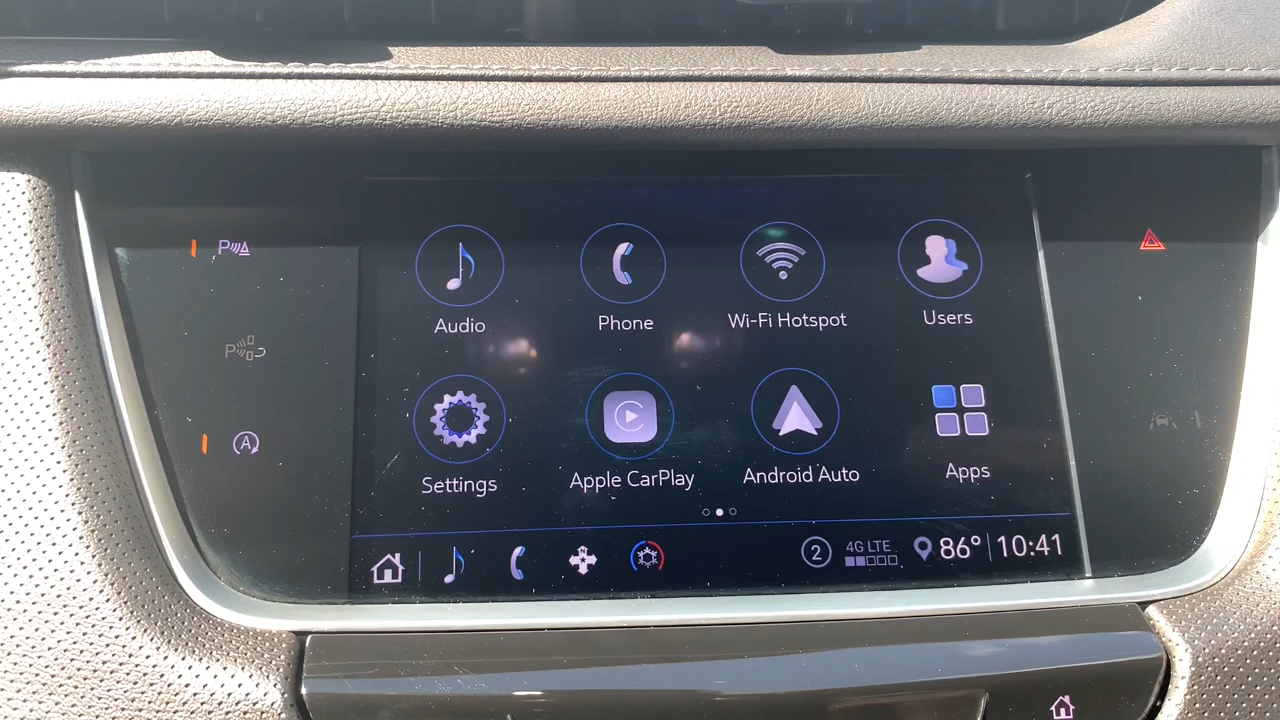 P
Audio
Phone
Wi-Fi Hotspot
Users
P
A
Settings
Apple CarPlay
Android Auto
Apps
N
2
4G LTE
86°
10:41